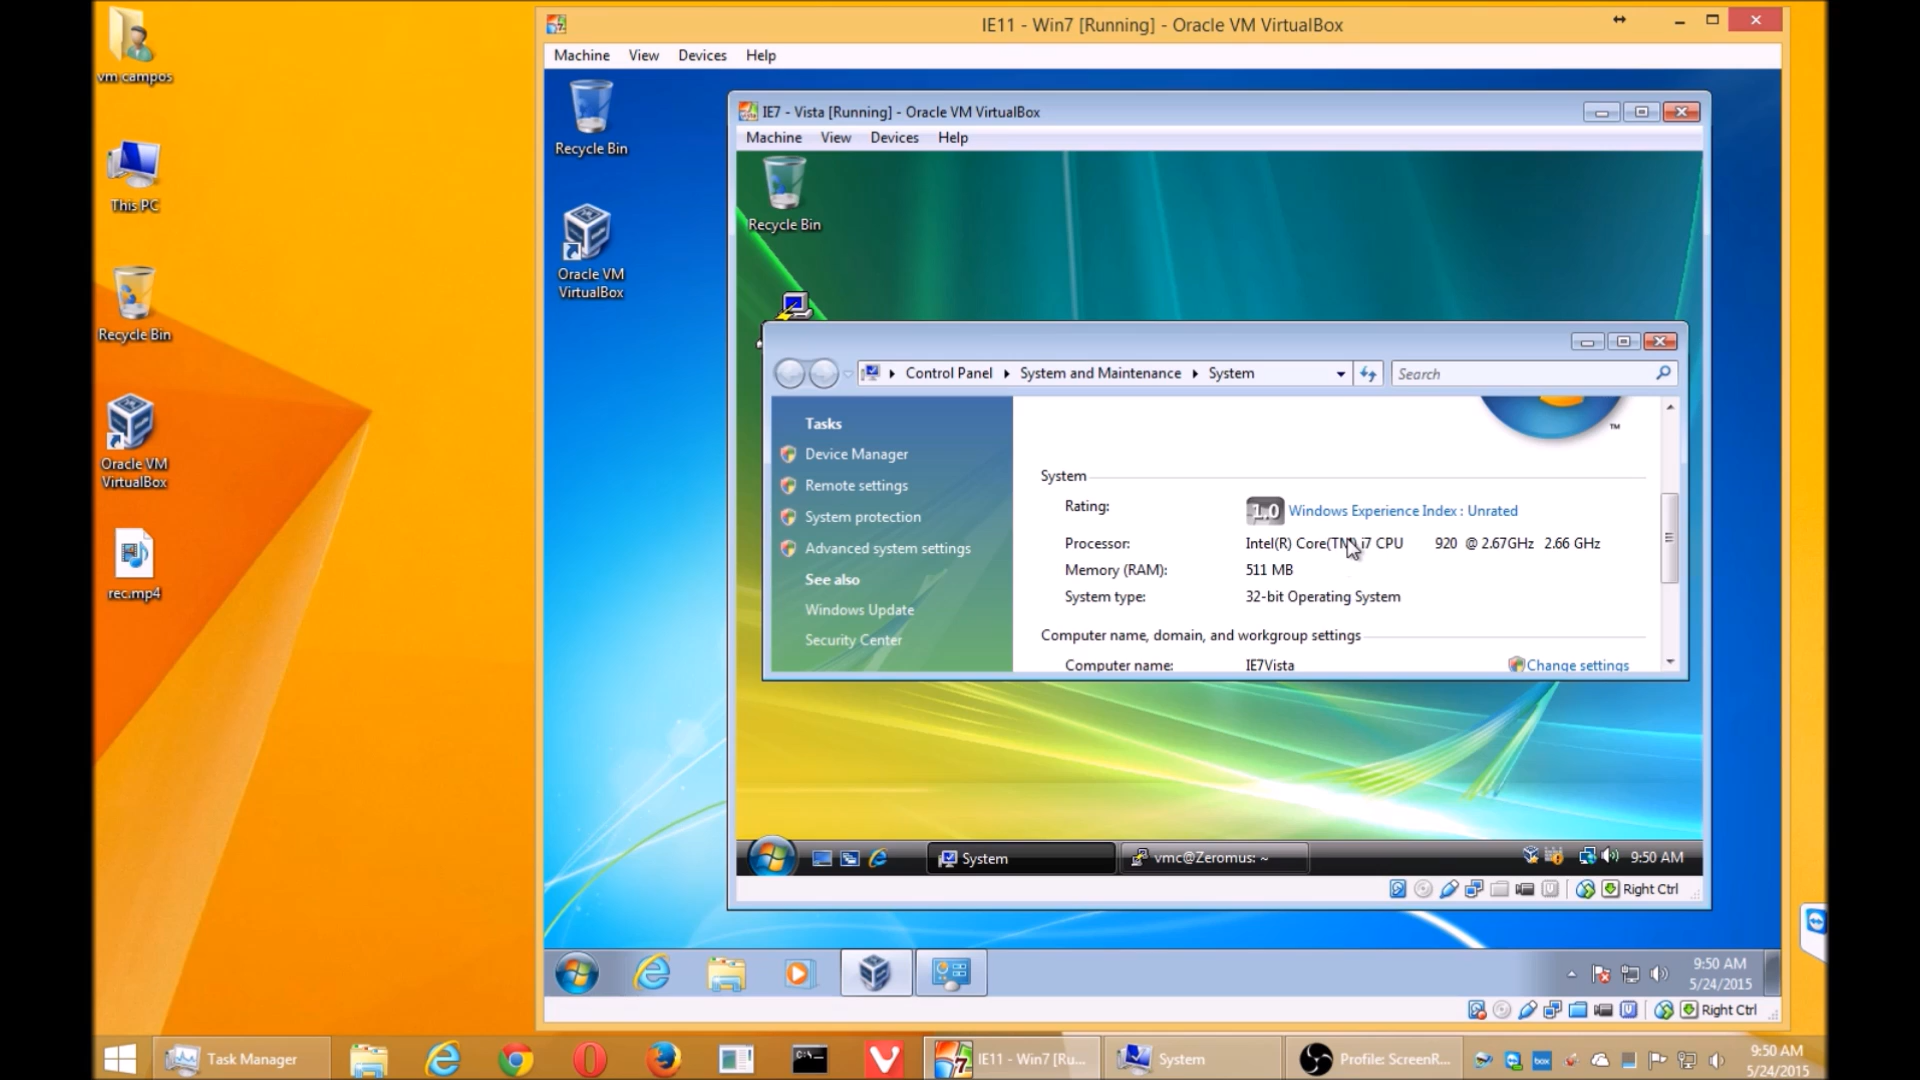 vm campos
This PC
Recycle Bin
Oracle VM
VirtualBox
rec.mp4
IE11 - Win7 [Running] - Oracle VM VirtualBox
Machine View Devices Help
Recycle Bin
Oracle VM
VirtualBox
IE7 - Vista [Running] - Oracle VM VirtualBox
Machine View Devices Help
Recycle Bin
Control Panel System and Maintenance System
Search
Tasks
Device Manager
Remote settings
System protection
Advanced system settings
See also
Windows Update
Security Center
TM
System
Rating: 1.0 Windows Experience Index : Unrated
Processor: Intel(R) Core(TM) i7 CPU 920 @ 2.67GHz 2.66 GHz
Memory (RAM): 511 MB
System type: 32-bit Operating System
Computer name, domain, and workgroup settings
Computer name: IE7Vista Change settings
System
vmc@Zeromus: ~
9:50 AM
Right Ctrl
9:50 AM
5/24/2015
Right Ctrl
Task Manager
IE11 - Win7 [Ru...
System
Profile: ScreenR...
box
9:50 AM
5/24/2015